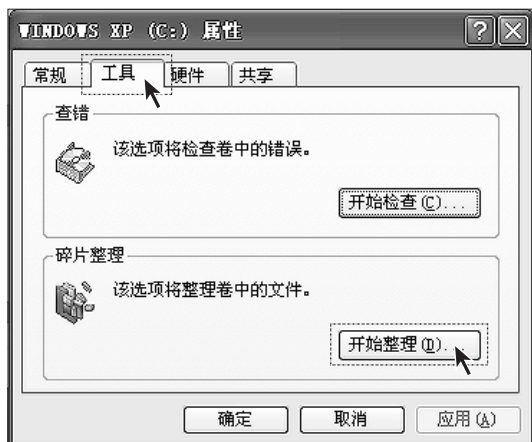 WINDOWS XP (C:) 属性
常规 工具 硬件 共享
查错
该选项将检查卷中的错误。
开始检查(C)...
碎片整理
该选项将整理卷中的文件。
开始整理(D)...
确定 取消 应用(A)